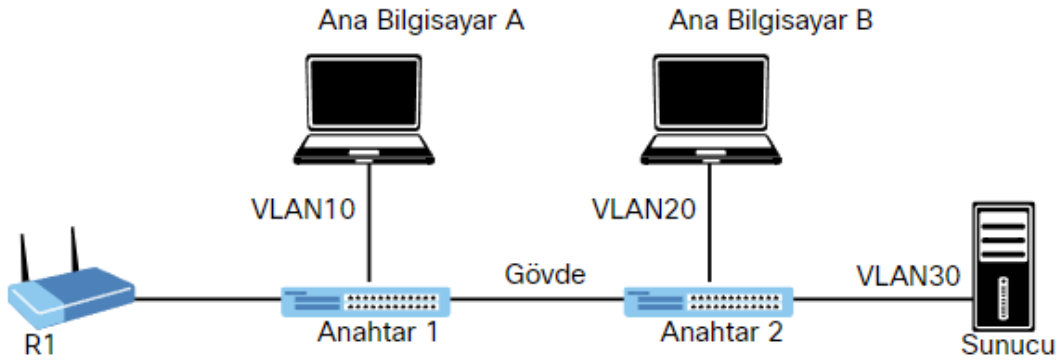 Ana Bilgisayar A
Ana Bilgisayar B
VLAN10
VLAN20
Gövde
VLAN30
R1
Anahtar 1
Anahtar 2
Sunucu